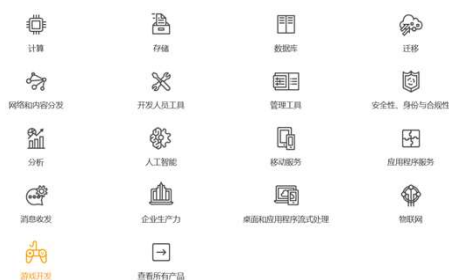 计算 存储 数据库 迁移
网络和内容分发 开发人员工具 管理工具 安全性、身份与合规性
分析 人工智能 移动服务 应用程序服务
消息收发 企业生产力 桌面和应用程序流式处理 物联网
游戏开发 查看所有产品